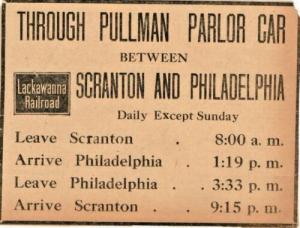 THROUGH PULLMAN PARLOR CAR
BETWEEN
Lackawanna
Railroad
SCRANTON AND PHILADELPHIA
Daily Except Sunday
Leave Scranton . 8:00 a. m.
Arrive Philadelphia . 1:19 p. m.
Leave Philadelphia . . 3:33 p. m.
Arrive Scranton . . 9:15 p. m.